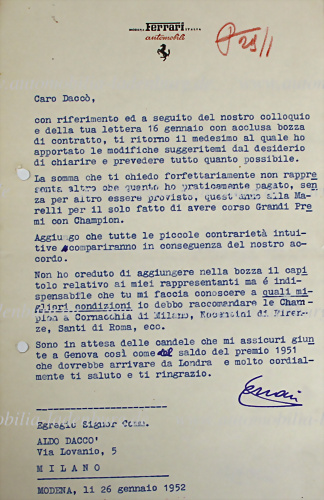 MODENA Ferrari ITALIA
automobili
P 29/1
Caro Daccò,
con riferimento ed a seguito del nostro colloquio
e della tua lettera 16 gennaio con acclusa bozza
di contratto, ti ritorno il medesimo al quale ho
apportato le modifiche suggeritemi dal desiderio
di chiarire e prevedere tutto quanto possibile.
La somma che ti chiedo forfettariamente non rappre
senta altro che quanto ho praticamente pagato, sen
za per altro essere provisto, quest'anno alla Ma-
relli per il solo fatto di avere corso Grandi Pre
mi con Champion.
Aggiungo che tutte le piccole contrarietà intui-
tive scompariranno in conseguenza del nostro ac-
cordo.
Non ho creduto di aggiungere nella bozza il capi
tolo relativo ai miei rappresentanti ma é indi-
spensabile che tu mi faccia conoscere a quali mi-
gliori condizioni io debbo raccomandare le Cham-
pion a Cornacchia di Milano, Nocentini di Firen-
ze, Santi di Roma, ecc.
Sono in attesa delle candele che mi assicuri giun
te a Genova così come del saldo del premio 1951
che dovrebbe arrivare da Londra e molto cordial-
mente ti saluto e ti ringrazio.
Ferrari
Egregio Signor Comm.
ALDO DACCO'
Via Lovanio, 5
MILANO
MODENA, li 26 gennaio 1952